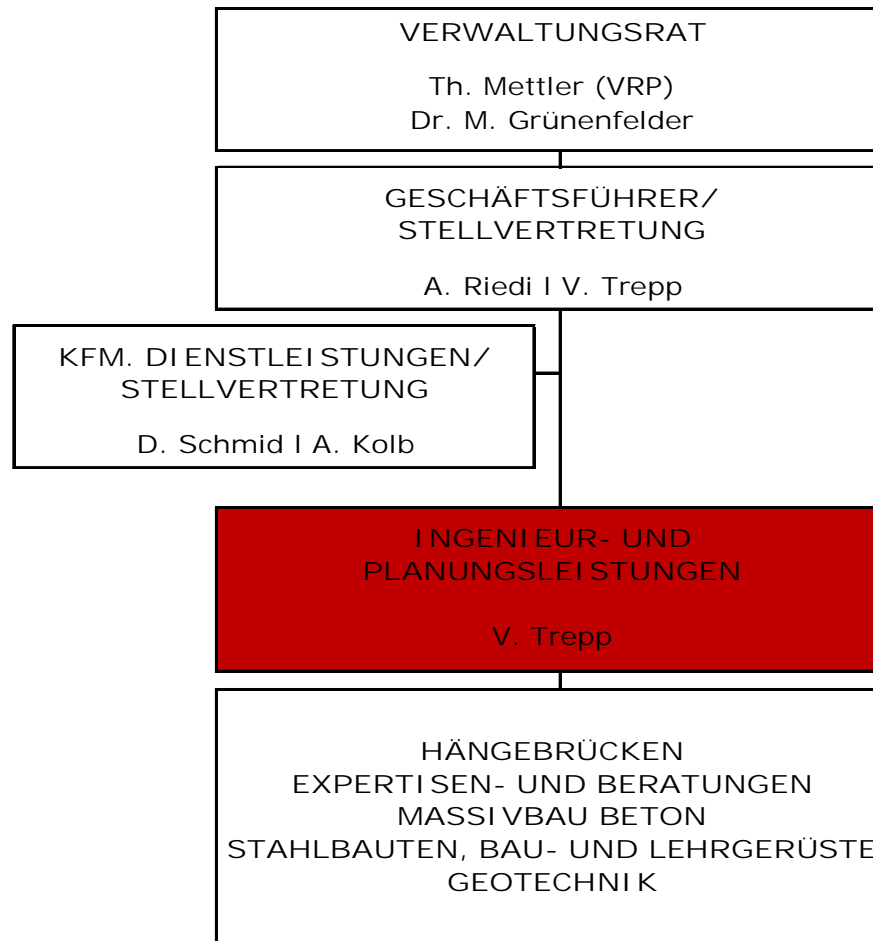 VERWALTUNGSRAT
Th. Mettler (VRP)
Dr. M. Grünenfelder
GESCHÄFTSFÜHRER/
STELLVERTRETUNG
A. Riedi I V. Trepp
KFM. DIENSTLEISTUNGEN/
STELLVERTRETUNG
D. Schmid I A. Kolb
INGENIEUR- UND
PLANUNGSLEISTUNGEN
V. Trepp
HÄNGEBRÜCKEN
EXPERTISEN- UND BERATUNGEN
MASSIVBAU BETON
STAHLBAUTEN, BAU- UND LEHRGERÜSTE
GEOTECHNIK